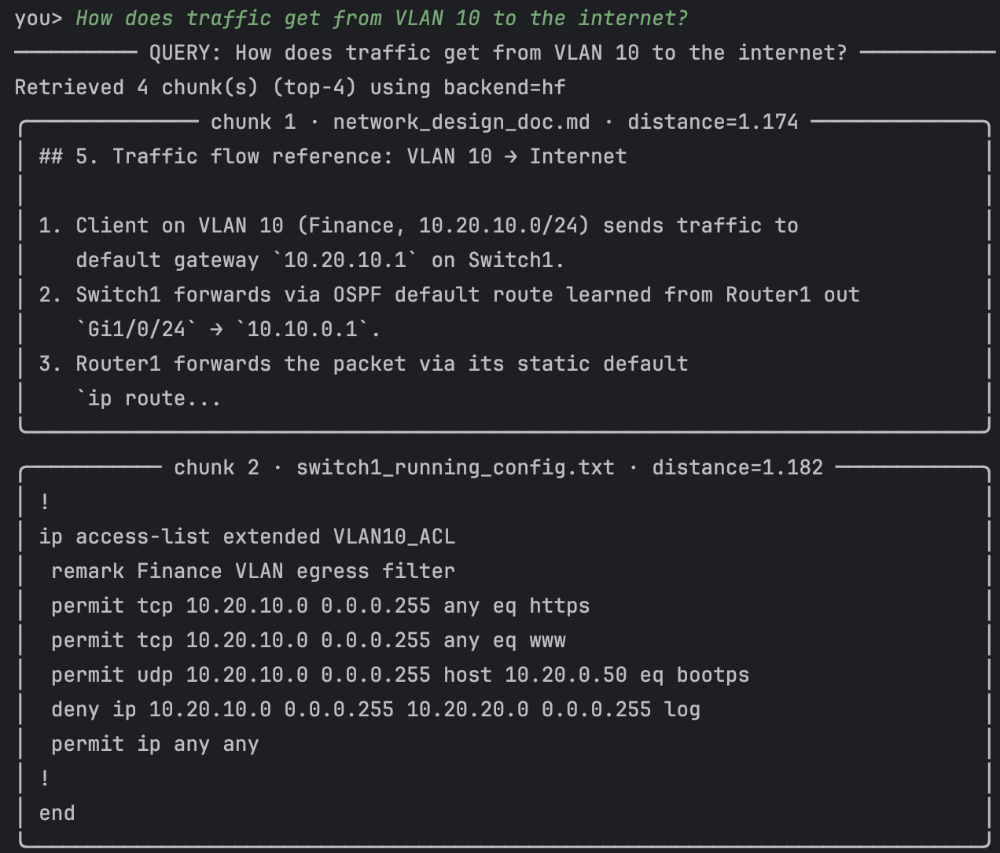 you> How does traffic get from VLAN 10 to the internet?
QUERY: How does traffic get from VLAN 10 to the internet?
Retrieved 4 chunk(s) (top-4) using backend=hf
chunk 1 · network_design_doc.md · distance=1.174
## 5. Traffic flow reference: VLAN 10 → Internet
1. Client on VLAN 10 (Finance, 10.20.10.0/24) sends traffic to
default gateway `10.20.10.1` on Switch1.
2. Switch1 forwards via OSPF default route learned from Router1 out
`Gi1/0/24` → `10.10.0.1`.
3. Router1 forwards the packet via its static default
`ip route...
chunk 2 · switch1_running_config.txt · distance=1.182
!
ip access-list extended VLAN10_ACL
remark Finance VLAN egress filter
permit tcp 10.20.10.0 0.0.0.255 any eq https
permit tcp 10.20.10.0 0.0.0.255 any eq www
permit udp 10.20.10.0 0.0.0.255 host 10.20.0.50 eq bootps
deny ip 10.20.10.0 0.0.0.255 10.20.20.0 0.0.0.255 log
permit ip any any
!
end